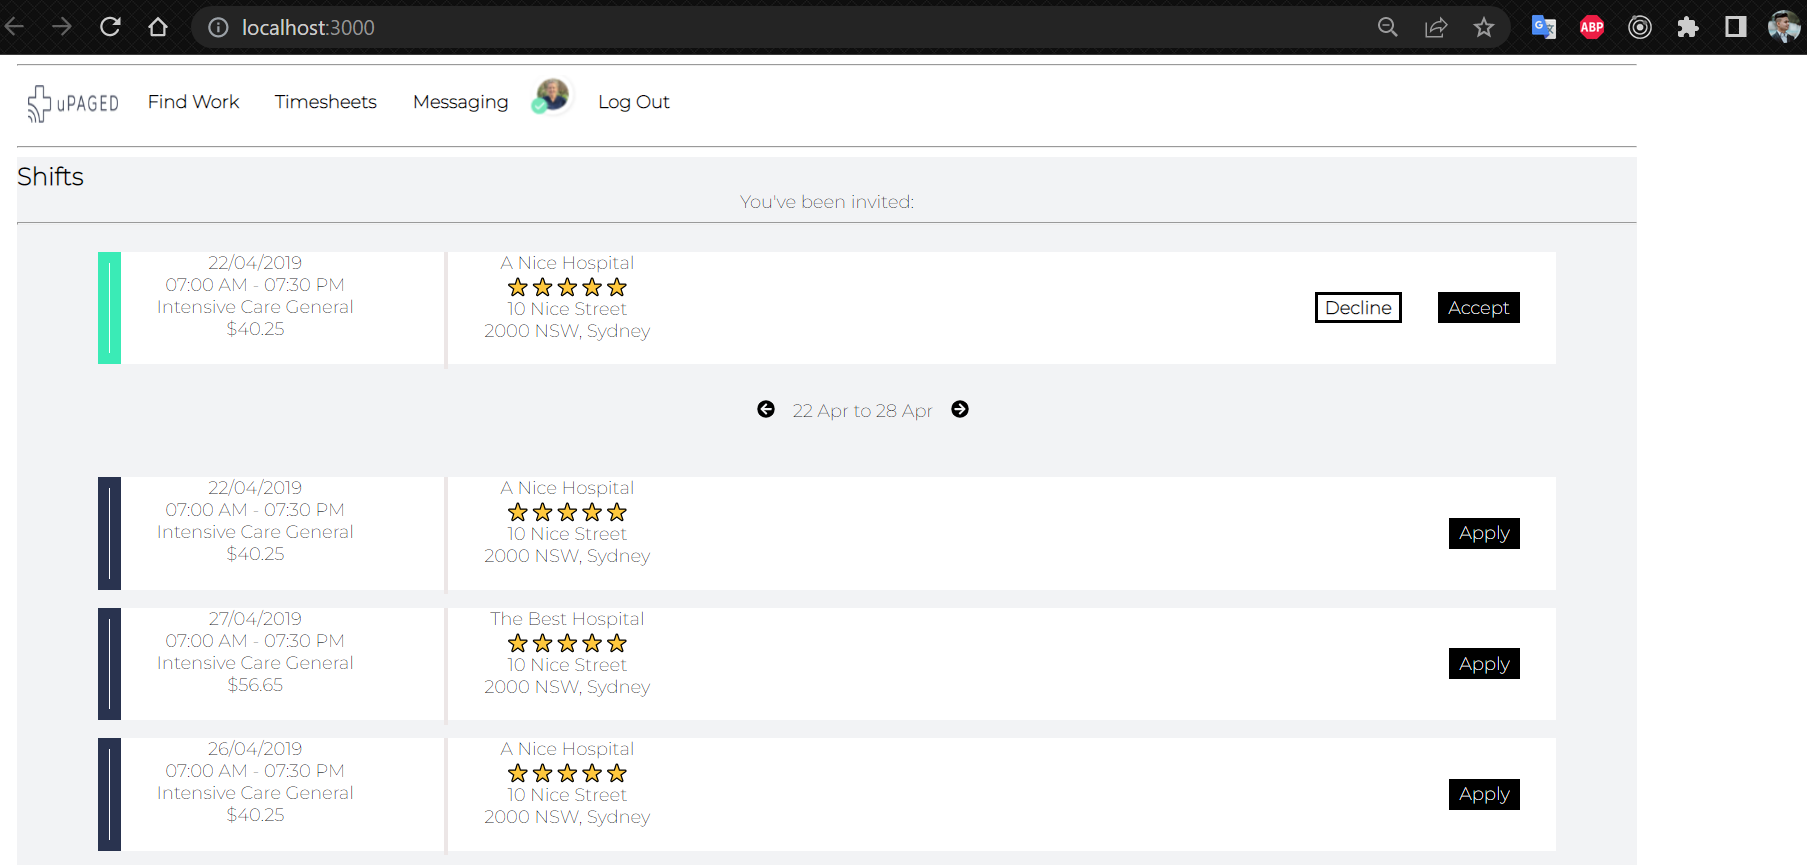 localhost:3000
ABP
uPAGED Find Work Timesheets Messaging Log Out
Shifts
You've been invited:
22/04/2019
07:00 AM - 07:30 PM
Intensive Care General
$40.25
A Nice Hospital
10 Nice Street
2000 NSW, Sydney
Decline Accept
22 Apr to 28 Apr
22/04/2019
07:00 AM - 07:30 PM
Intensive Care General
$40.25
A Nice Hospital
10 Nice Street
2000 NSW, Sydney
Apply
27/04/2019
07:00 AM - 07:30 PM
Intensive Care General
$56.65
The Best Hospital
10 Nice Street
2000 NSW, Sydney
Apply
26/04/2019
07:00 AM - 07:30 PM
Intensive Care General
$40.25
A Nice Hospital
10 Nice Street
2000 NSW, Sydney
Apply